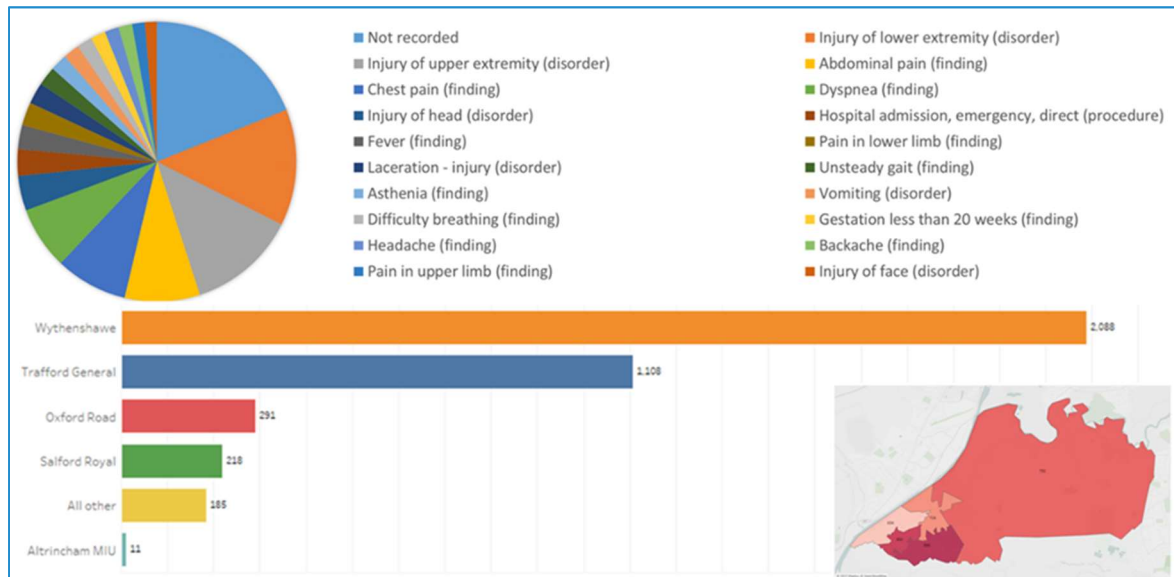 Not recorded
Injury of lower extremity (disorder)
Injury of upper extremity (disorder)
Abdominal pain (finding)
Chest pain (finding)
Dyspnea (finding)
Injury of head (disorder)
Hospital admission, emergency, direct (procedure)
Fever (finding)
Pain in lower limb (finding)
Laceration - injury (disorder)
Unsteady gait (finding)
Asthenia (finding)
Vomiting (disorder)
Difficulty breathing (finding)
Gestation less than 20 weeks (finding)
Headache (finding)
Backache (finding)
Pain in upper limb (finding)
Injury of face (disorder)
Wythenshawe 2,088
Trafford General 1,108
Oxford Road 291
Salford Royal 218
All other 185
Altrincham MIU 11